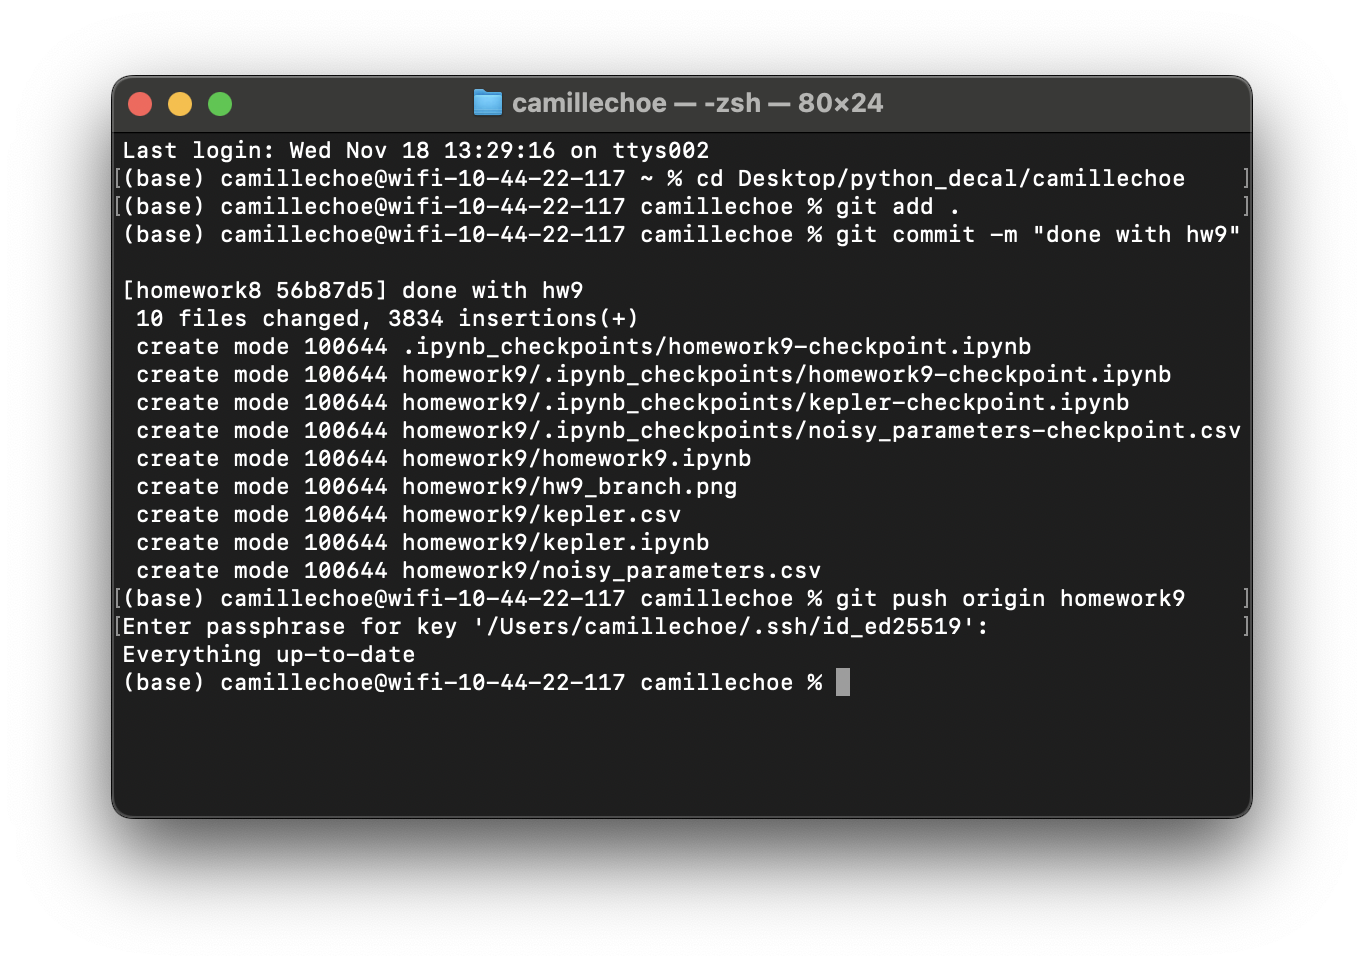 camillechoe — -zsh — 80×24
Last login: Wed Nov 18 13:29:16 on ttys002
[(base) camillechoe@wifi-10-44-22-117 ~ % cd Desktop/python_decal/camillechoe ]
[(base) camillechoe@wifi-10-44-22-117 camillechoe % git add . ]
(base) camillechoe@wifi-10-44-22-117 camillechoe % git commit -m "done with hw9"
[homework8 56b87d5] done with hw9
10 files changed, 3834 insertions(+)
create mode 100644 .ipynb_checkpoints/homework9-checkpoint.ipynb
create mode 100644 homework9/.ipynb_checkpoints/homework9-checkpoint.ipynb
create mode 100644 homework9/.ipynb_checkpoints/kepler-checkpoint.ipynb
create mode 100644 homework9/.ipynb_checkpoints/noisy_parameters-checkpoint.csv
create mode 100644 homework9/homework9.ipynb
create mode 100644 homework9/hw9_branch.png
create mode 100644 homework9/kepler.csv
create mode 100644 homework9/kepler.ipynb
create mode 100644 homework9/noisy_parameters.csv
[(base) camillechoe@wifi-10-44-22-117 camillechoe % git push origin homework9 ]
[Enter passphrase for key '/Users/camillechoe/.ssh/id_ed25519': ]
Everything up-to-date
(base) camillechoe@wifi-10-44-22-117 camillechoe %